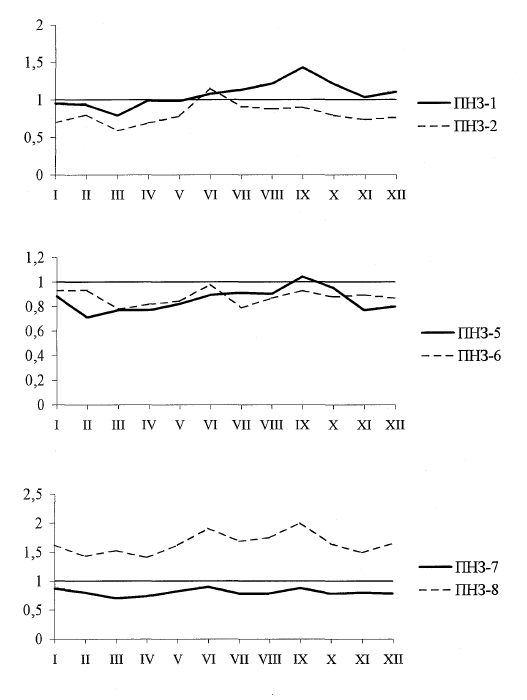 2
1,5
1
0,5
0
I II III IV V VI VII VIII IX X XI XII
ПНЗ-1
ПНЗ-2
1,2
1
0,8
0,6
0,4
0,2
0
I II III IV V VI VII VIII IX X XI XII
ПНЗ-5
ПНЗ-6
2,5
2
1,5
1
0,5
0
I II III IV V VI VII VIII IX X XI XII
ПНЗ-7
ПНЗ-8